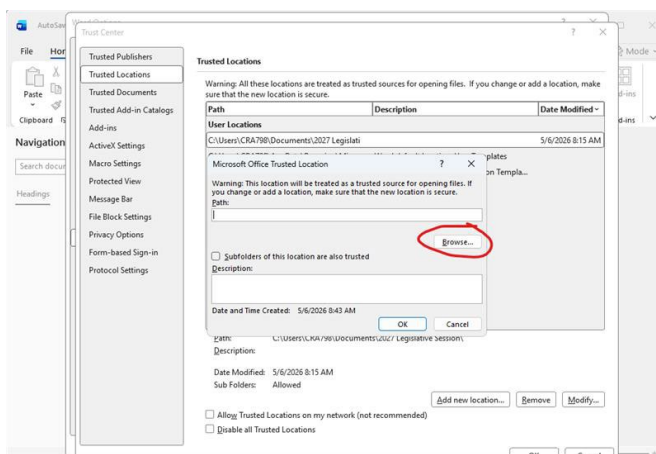 AutoSav
Trust Center
File
Hor
Mode
Paste
Clipboard
Navigation
Search docur
Headings
Trusted Publishers
Trusted Locations
Trusted Documents
Trusted Add-in Catalogs
Add-ins
ActiveX Settings
Macro Settings
Protected View
Message Bar
File Block Settings
Privacy Options
Form-based Sign-in
Protocol Settings
Trusted Locations
Warning: All these locations are treated as trusted sources for opening files. If you change or add a location, make
sure that the new location is secure.
Path Description Date Modified
User Locations
C:\Users\CRA798\Documents\2027 Legislati 5/6/2026 8:15 AM
Microsoft Office Trusted Location
Warning: This location will be treated as a trusted source for opening files. If
you change or add a location, make sure that the new location is secure.
Path:
Browse...
Subfolders of this location are also trusted
Description:
Date and Time Created: 5/6/2026 8:43 AM
OK Cancel
Path: C:\Users\CRA798\Documents\2027 Legislative Session\
Description:
Date Modified: 5/6/2026 8:15 AM
Sub Folders: Allowed
Add new location... Remove Modify...
Allow Trusted Locations on my network (not recommended)
Disable all Trusted Locations